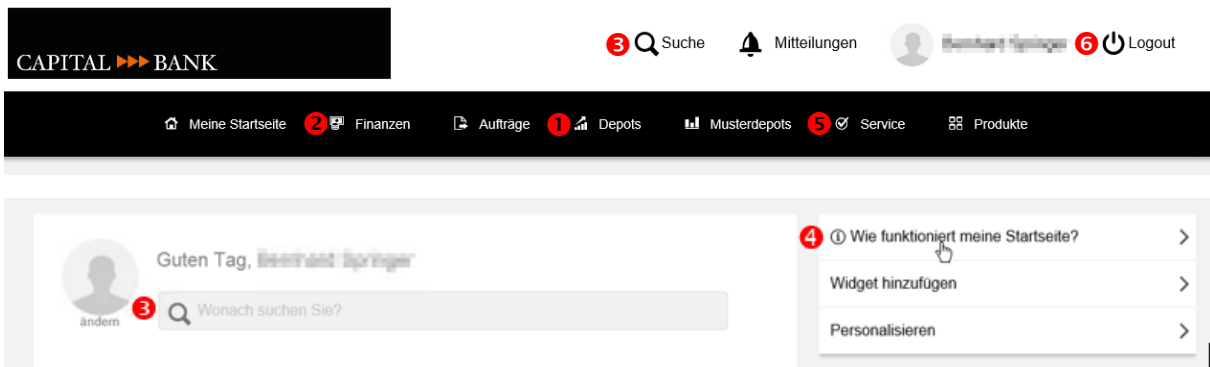 CAPITAL BANK
3 Suche Mitteilungen 6 Logout
Meine Startseite 2 Finanzen Aufträge 1 Depots Musterdepots 5 Service Produkte
Guten Tag,
ändern
3 Wonach suchen Sie?
4 Wie funktioniert meine Startseite?
Widget hinzufügen
Personalisieren